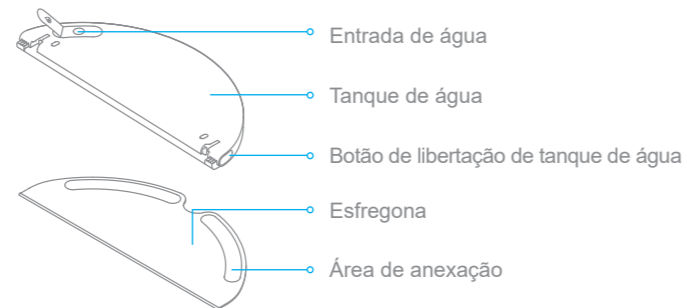 Entrada de água
Tanque de água
Botão de libertação de tanque de água
Esfregona
Área de anexação